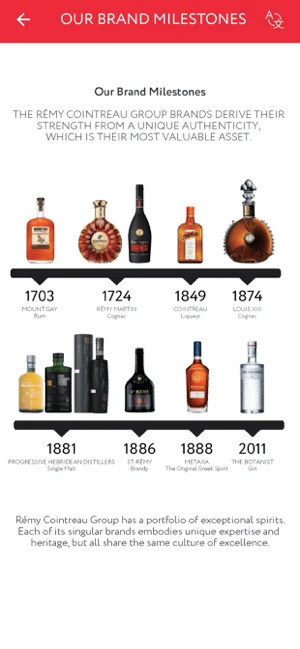 OUR BRAND MILESTONES
Our Brand Milestones
THE RÉMY COINTREAU GROUP BRANDS DERIVE THEIR
STRENGTH FROM A UNIQUE AUTHENTICITY,
WHICH IS THEIR MOST VALUABLE ASSET.
1703
MOUNT GAY
Rum
1724
RÉMY MARTIN
Cognac
1849
COINTREAU
Liqueur
1874
LOUIS XIII
Cognac
1881
PROGRESSIVE HEBRIDEAN DISTILLERS
Single Malt
1886
ST-RÉMY
Brandy
1888
METAXA
The Original Greek Spirit
2011
THE BOTANIST
Gin
Rémy Cointreau Group has a portfolio of exceptional spirits.
Each of its singular brands embodies unique expertise and
heritage, but all share the same culture of excellence.